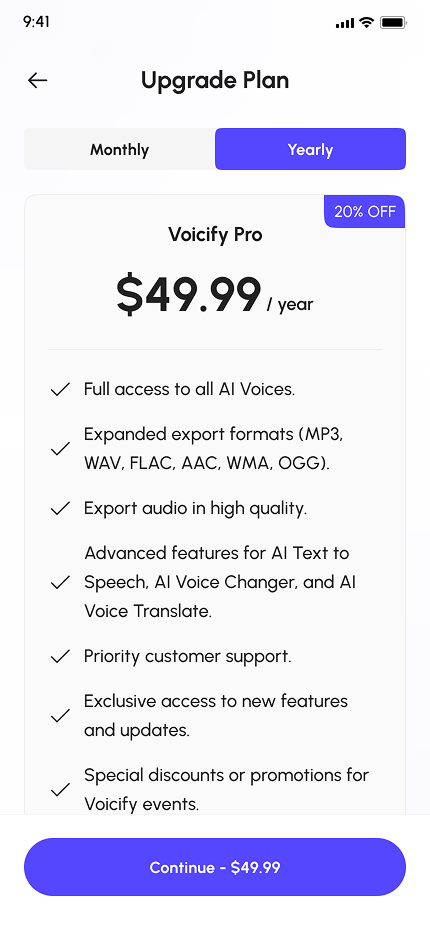 9:41
Upgrade Plan
Monthly
Yearly
20% OFF
Voicify Pro
$49.99 / year
Full access to all AI Voices.
Expanded export formats (MP3,
WAV, FLAC, AAC, WMA, OGG).
Export audio in high quality.
Advanced features for AI Text to
Speech, AI Voice Changer, and AI
Voice Translate.
Priority customer support.
Exclusive access to new features
and updates.
Special discounts or promotions for
Voicify events.
Continue - $49.99